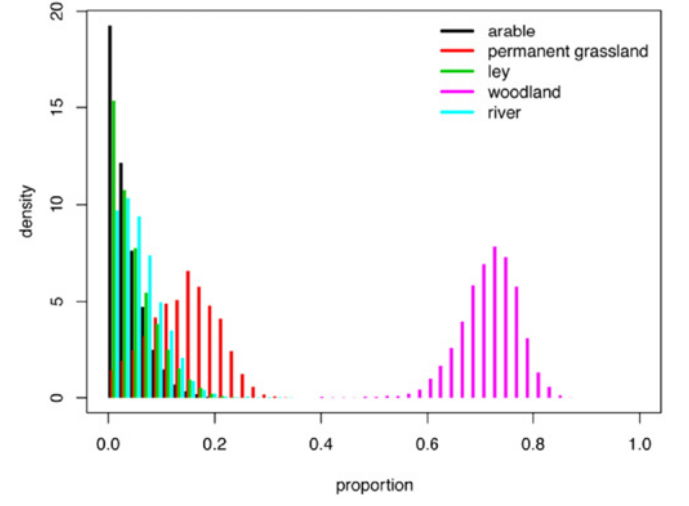 20
15
10
5
0
density
arable
permanent grassland
ley
woodland
river
0.0 0.2 0.4 0.6 0.8 1.0
proportion